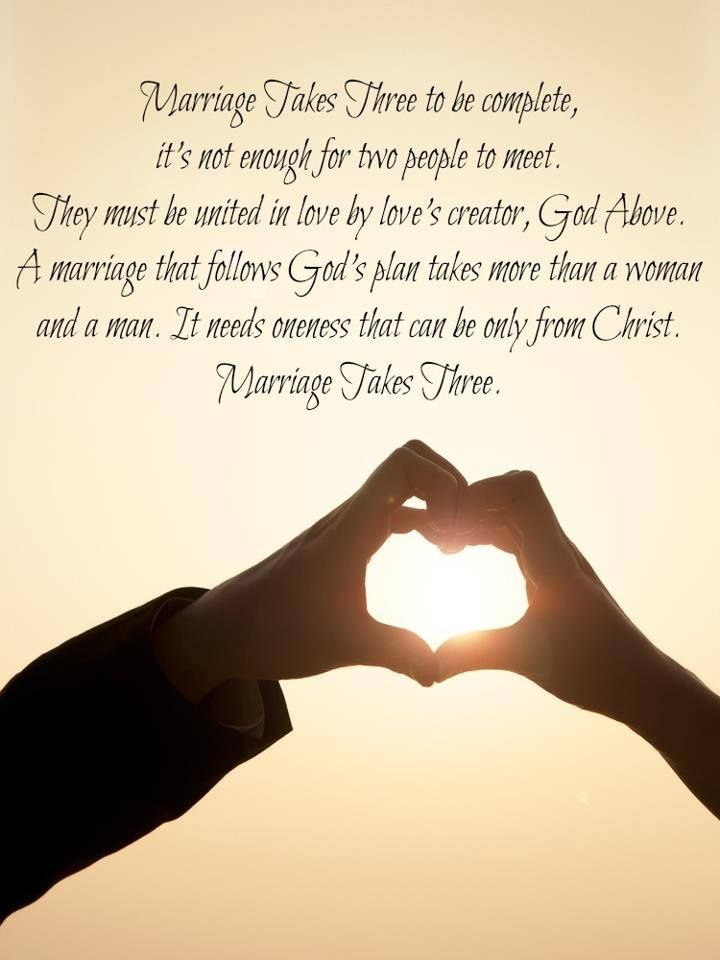 Marriage Takes Three to be complete,
it's not enough for two people to meet.
They must be united in love by love's creator, God Above.
A marriage that follows God's plan takes more than a woman
and a man. It needs oneness that can be only from Christ.
Marriage Takes Three.